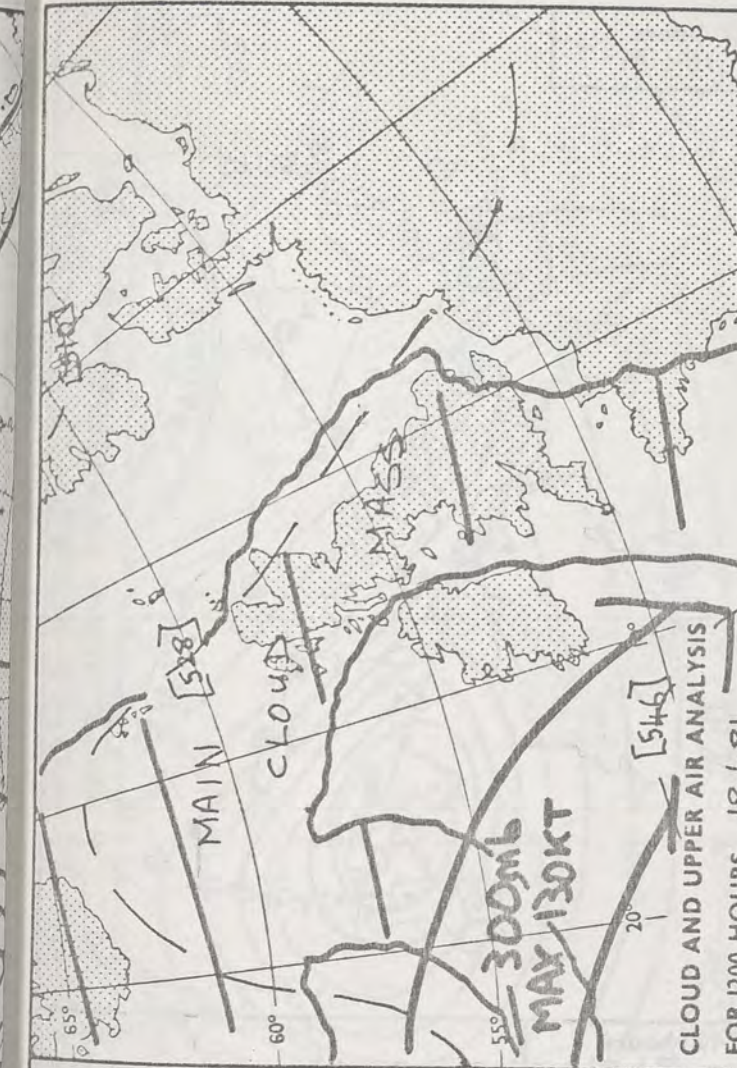 [510]
[528]
MAIN
CLOUD
MASS
65°
60°
55°
20°
300mb
MAX 130KT
[546]
CLOUD AND UPPER AIR ANALYSIS
FOR 1200 HOURS